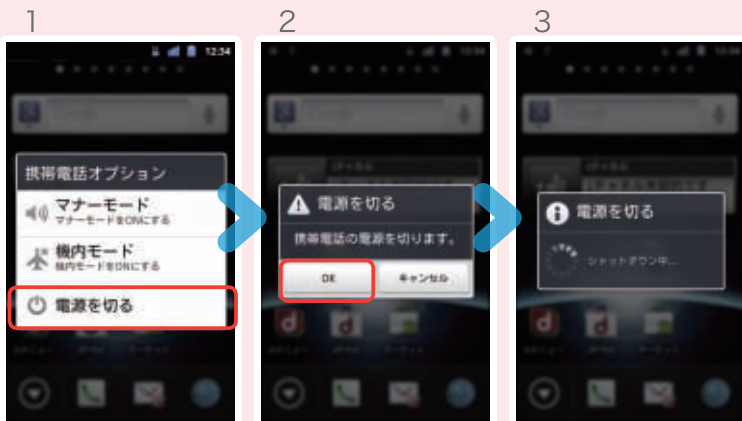 1
12:34
携帯電話オプション
マナーモード
マナーモードをONにする
機内モード
機内モードをONにする
電源を切る
2
電源を切る
携帯電話の電源を切ります。
OK
キャンセル
3
電源を切る
シャットダウン中...